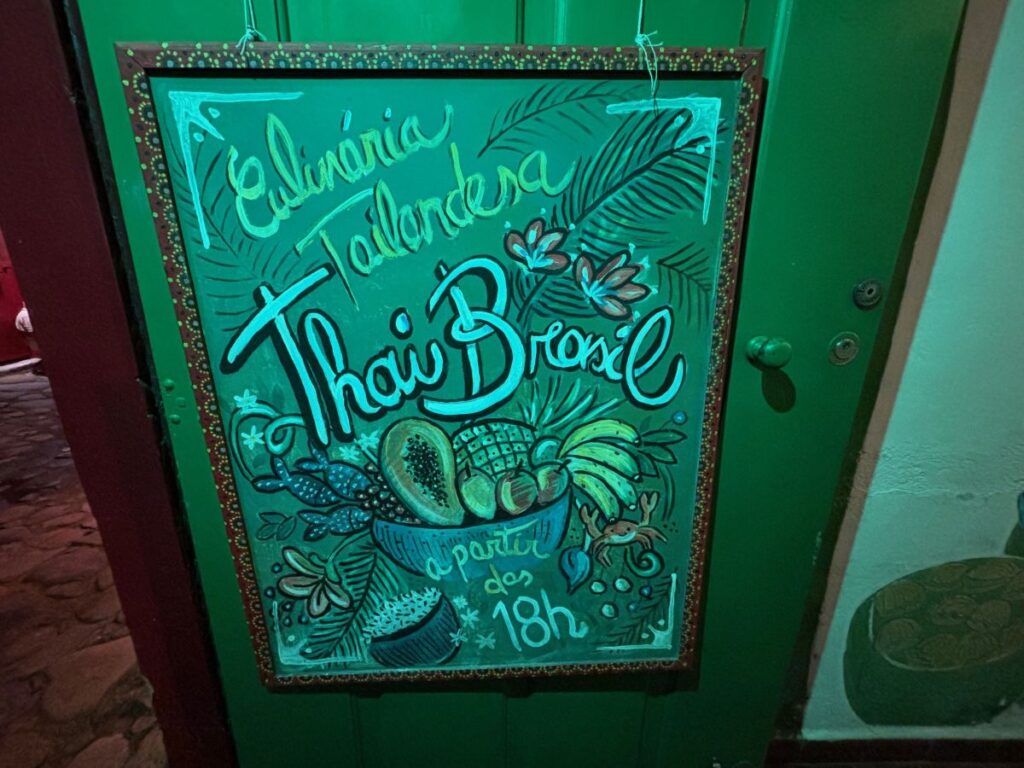 Culinária
Tailandesa
Thai Brasil
a partir
das
18h